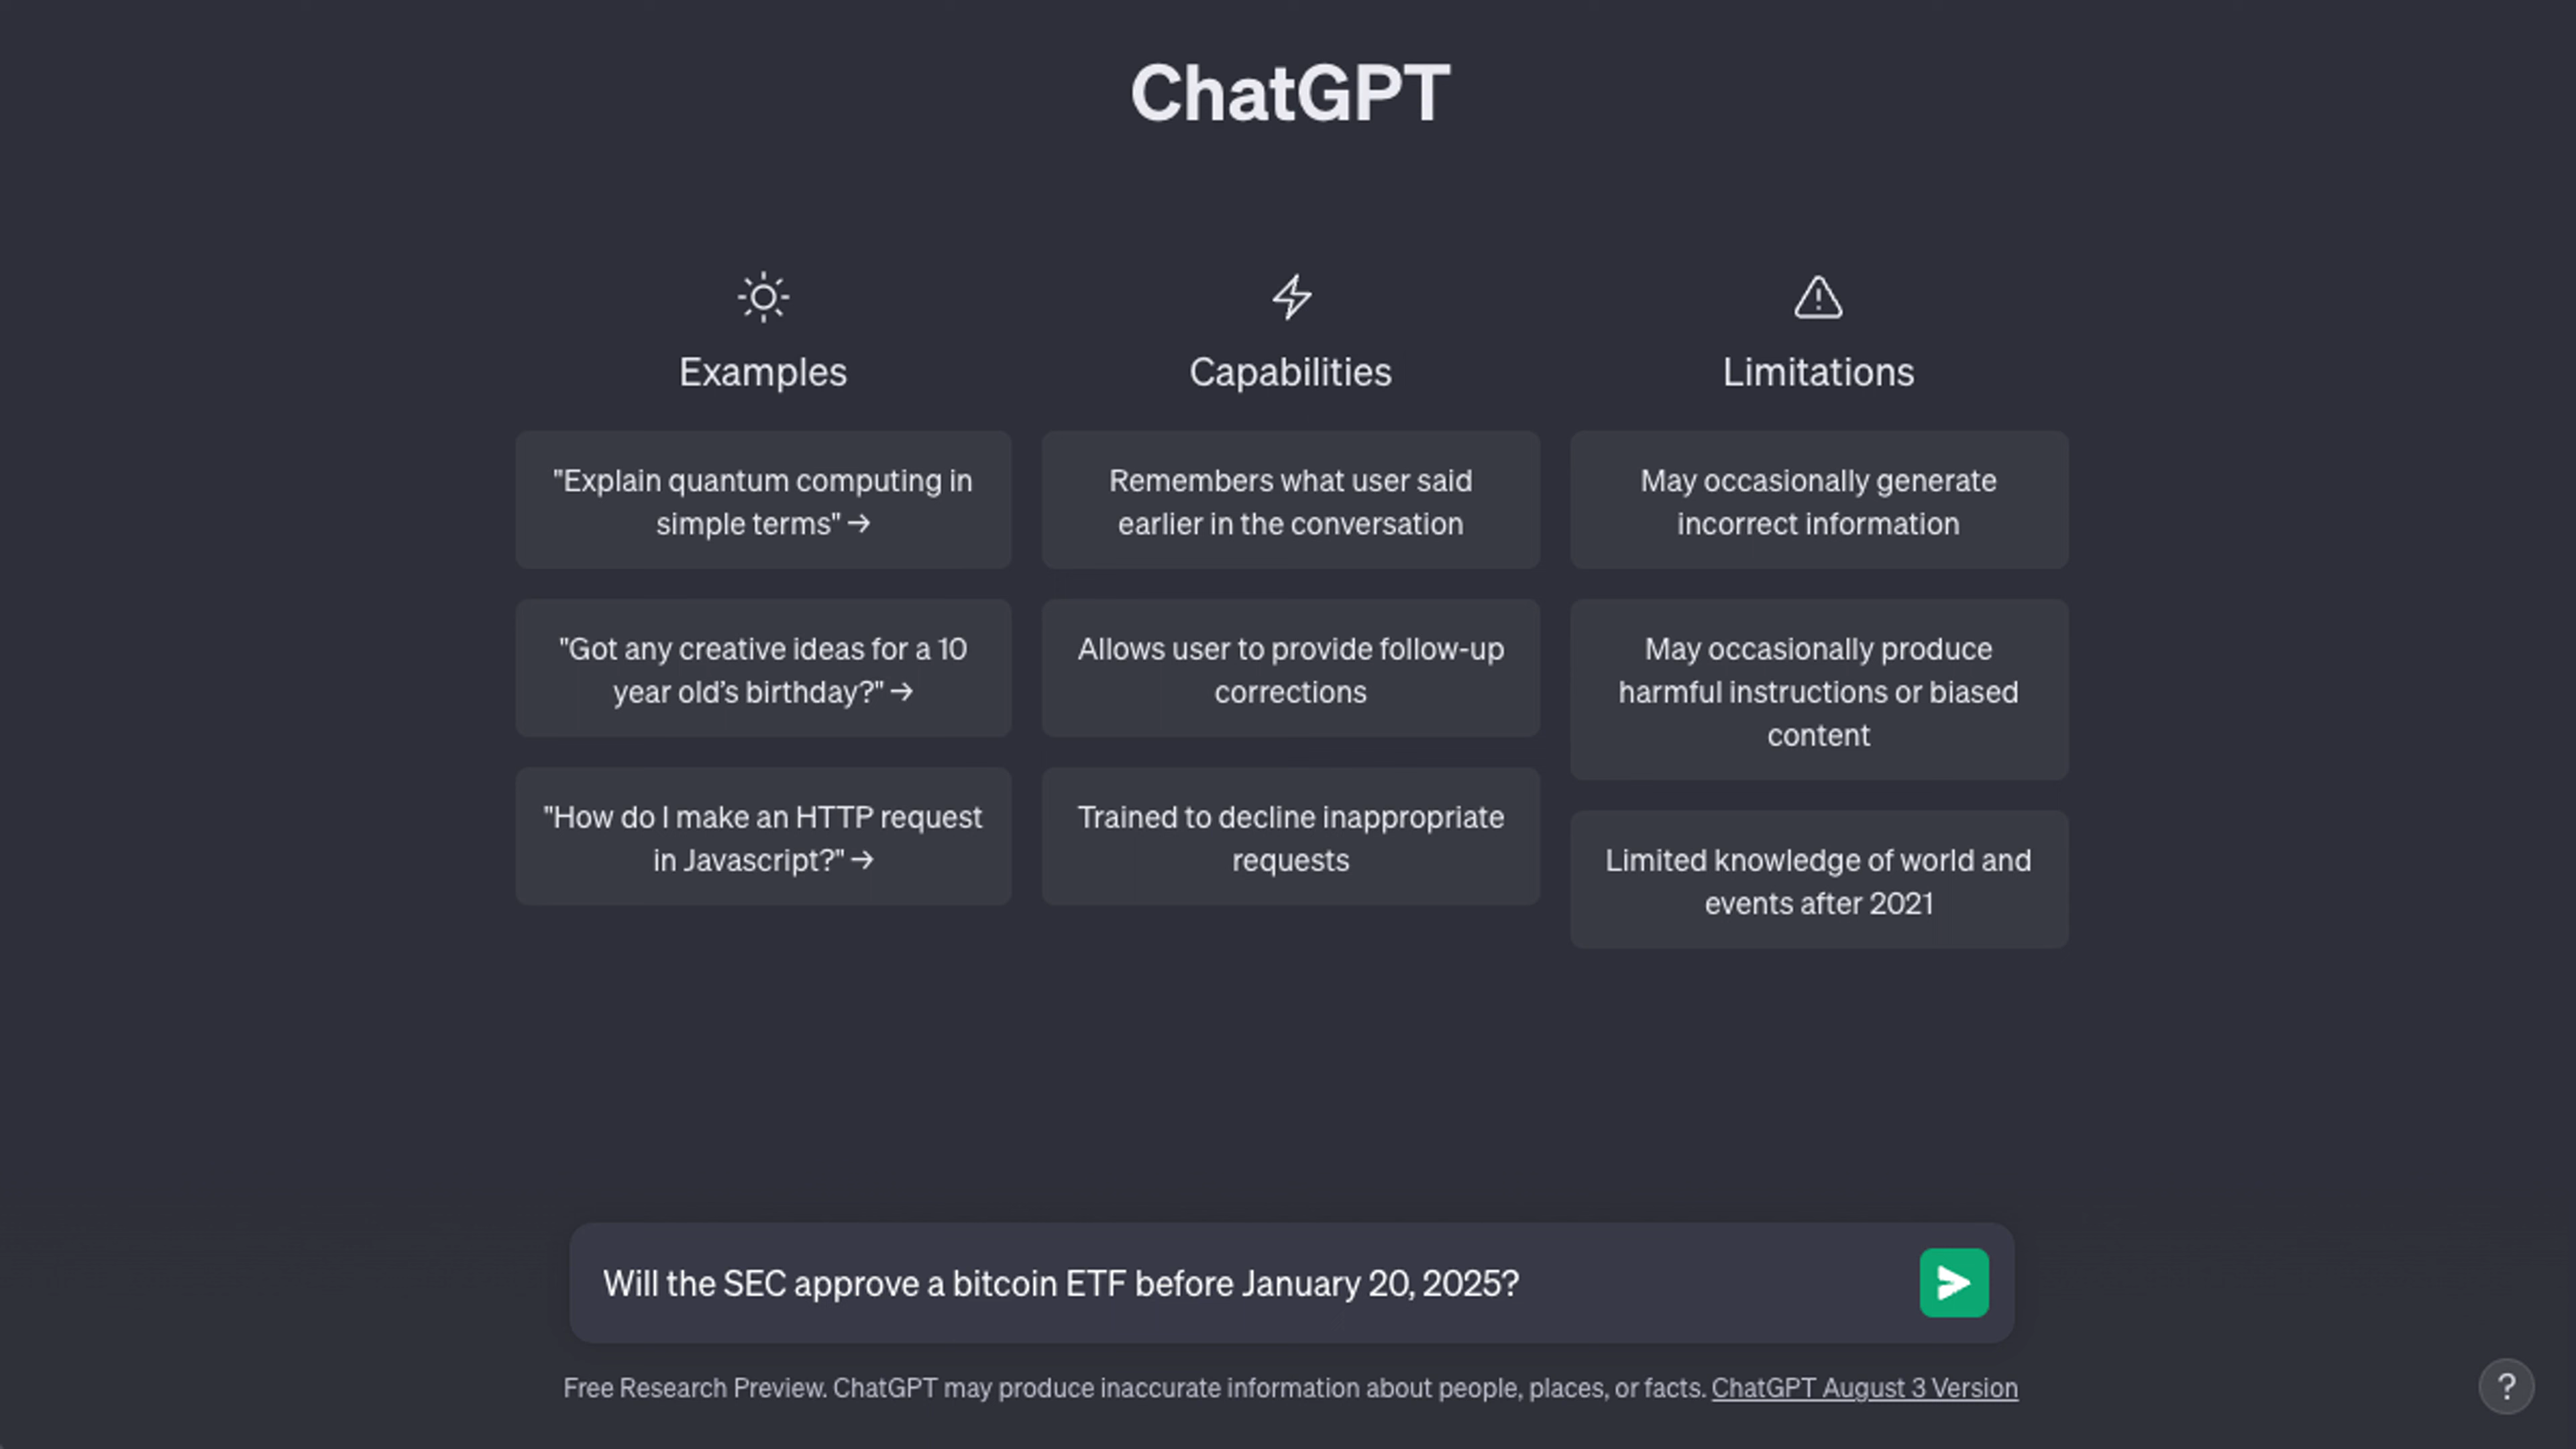 ChatGPT
Examples
"Explain quantum computing in
simple terms" →
"Got any creative ideas for a 10
year old’s birthday?" →
"How do I make an HTTP request
in Javascript?" →
Capabilities
Remembers what user said
earlier in the conversation
Allows user to provide follow-up
corrections
Trained to decline inappropriate
requests
Limitations
May occasionally generate
incorrect information
May occasionally produce
harmful instructions or biased
content
Limited knowledge of world and
events after 2021
Will the SEC approve a bitcoin ETF before January 20, 2025?
Free Research Preview. ChatGPT may produce inaccurate information about people, places, or facts. ChatGPT August 3 Version
?